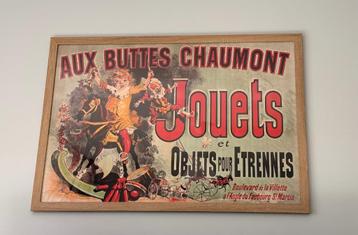 AUX BUTTES CHAUMONT
Jouets
et
OBJETS POUR ETRENNES
Boulevard de la Villette
à l'Angle du Faubourg St Martin